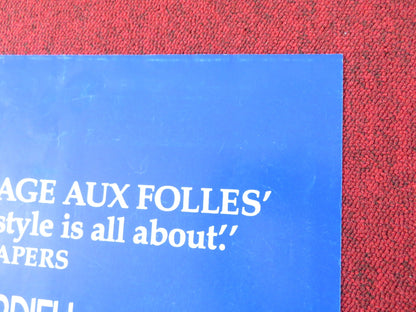 AGE AUX FOLLES'
style is all about."
APERS